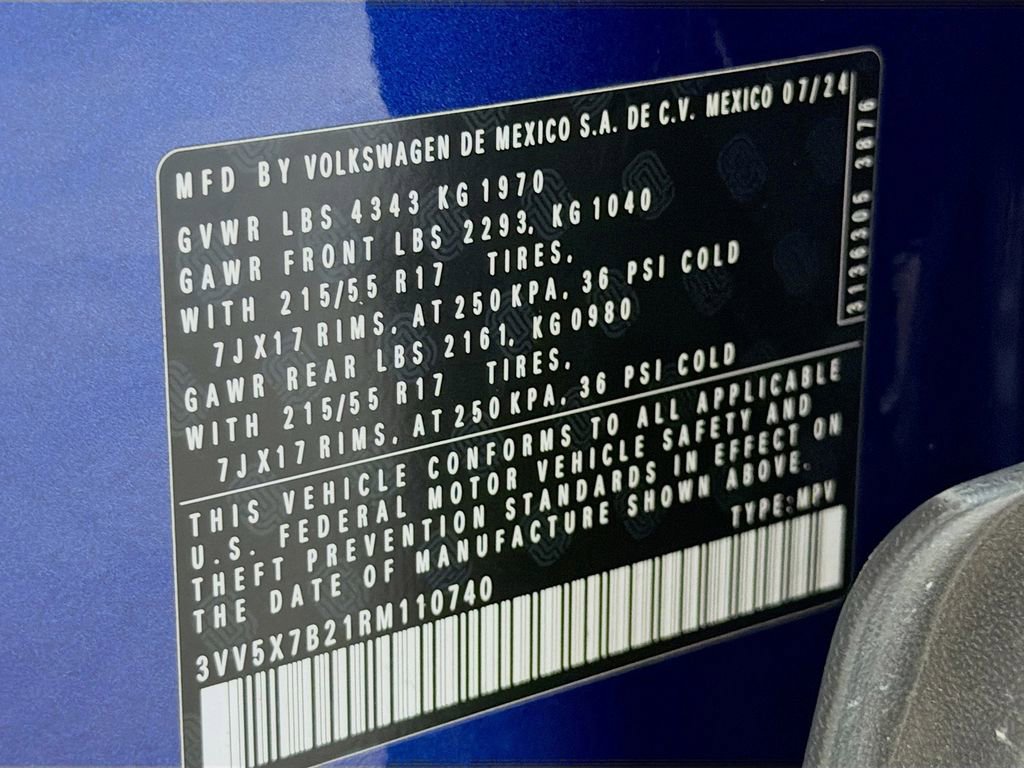 MFD BY VOLKSWAGEN DE MEXICO S.A. DE C.V. MEXICO 07/24
GVWR LBS 4343 KG 1970
GAWR FRONT LBS 2293, KG 1040
WITH 215/55 R17 TIRES,
7JX17 RIMS, AT 250 KPA, 36 PSI COLD
GAWR REAR LBS 2161, KG 0980
WITH 215/55 R17 TIRES,
7JX17 RIMS, AT 250 KPA, 36 PSI COLD
THIS VEHICLE CONFORMS TO ALL APPLICABLE
U.S. FEDERAL MOTOR VEHICLE SAFETY AND
THEFT PREVENTION STANDARDS IN EFFECT ON
THE DATE OF MANUFACTURE SHOWN ABOVE.
TYPE:MPV
3VV5X7B21RM110740
3136306 3876